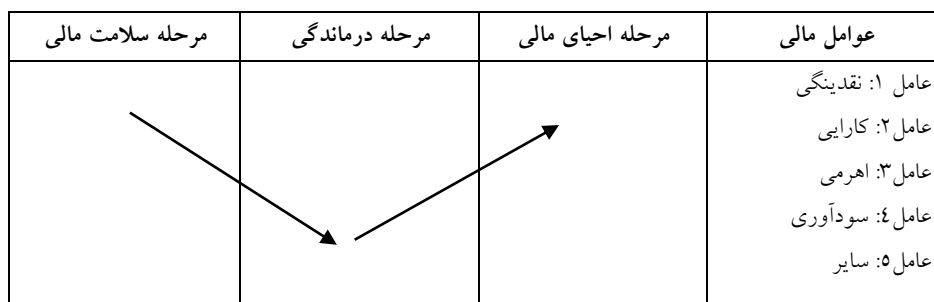 عوامل مالی
مرحله احیای مالی
مرحله درماندگی
مرحله سلامت مالی
عامل ۱: نقدینگی
عامل۲: کارایی
عامل۳: اهرمی
عامل٤: سودآوری
عامل٥: سایر